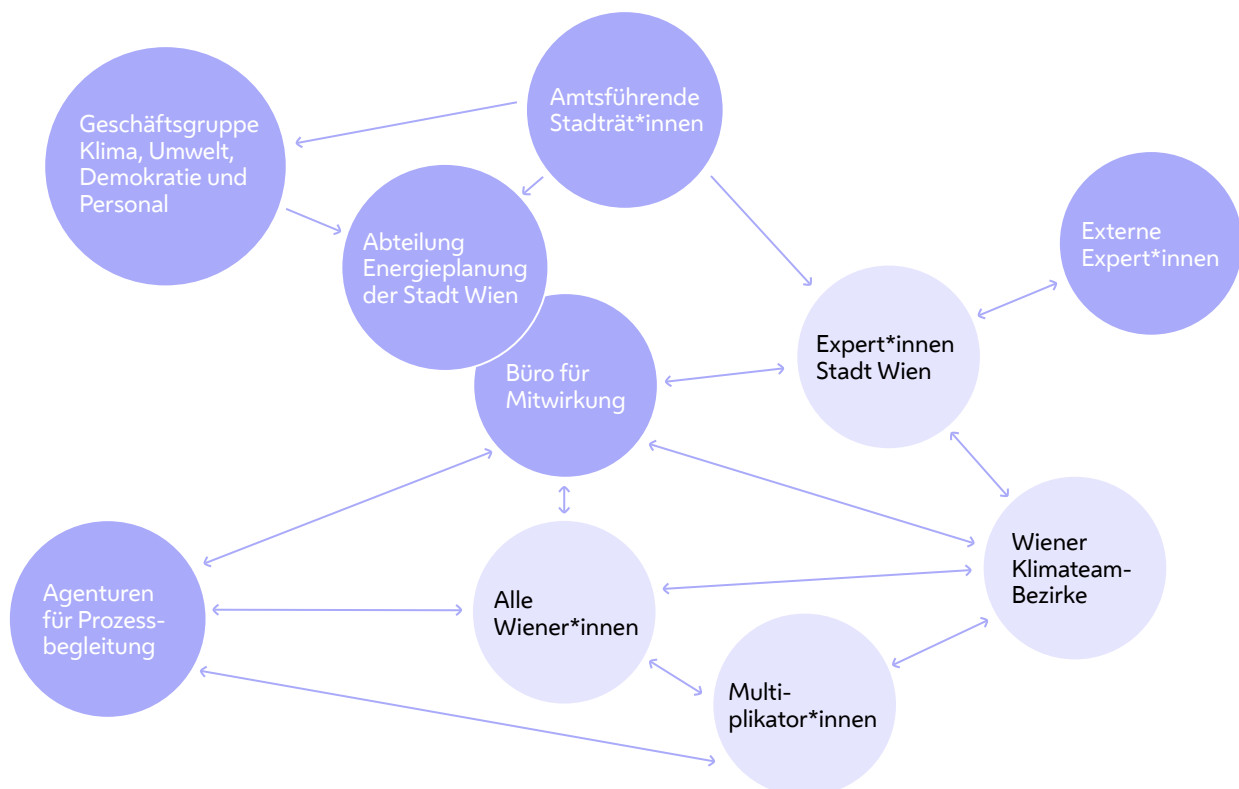 Geschäftsgruppe
Klima, Umwelt,
Demokratie und
Personal
Amtsführende
Stadträt*innen
Abteilung
Energieplanung
der Stadt Wien
Externe
Expert*innen
Expert*innen
Stadt Wien
Büro für
Mitwirkung
Wiener
Klimateam-
Bezirke
Agenturen
für Prozess-
begleitung
Alle
Wiener*innen
Multi-
plikator*innen